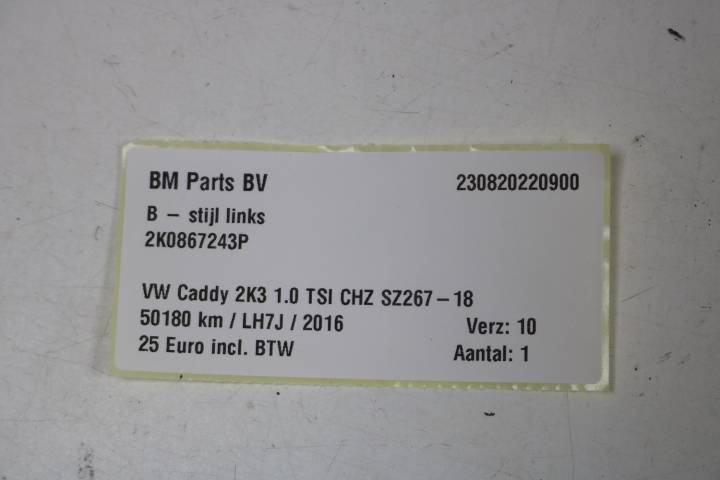 BM Parts BV 230820220900
B - stijl links
2K0867243P
VW Caddy 2K3 1.0 TSI CHZ SZ267-18
50180 km / LH7J / 2016 Verz: 10
25 Euro incl. BTW Aantal: 1